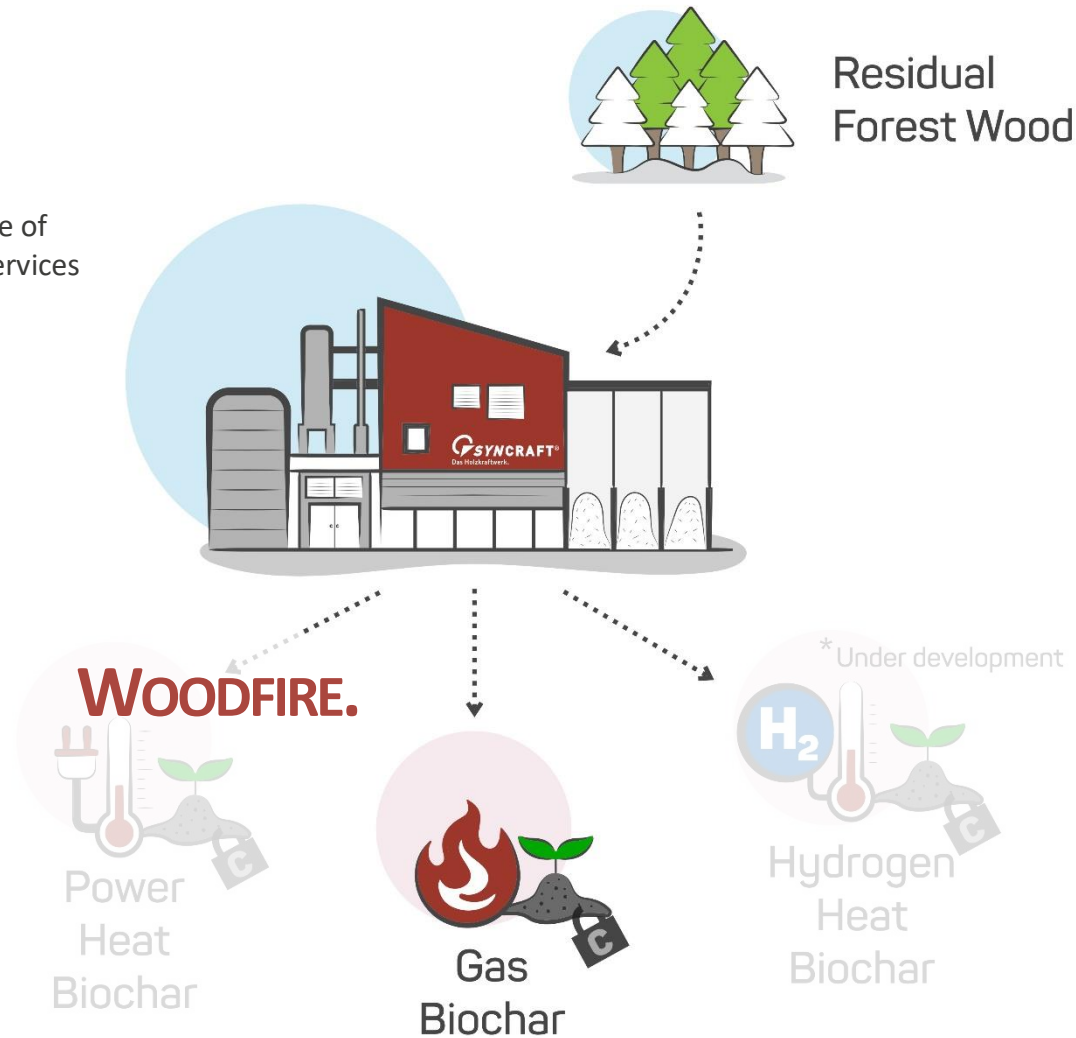 Residual
Forest Wood
e of
ervices
SYNCRAFT®
Das Holzkraftwerk.
WOODFIRE.
* Under development
H2
C
Power
Heat
Biochar
C
Gas
Biochar
C
Hydrogen
Heat
Biochar